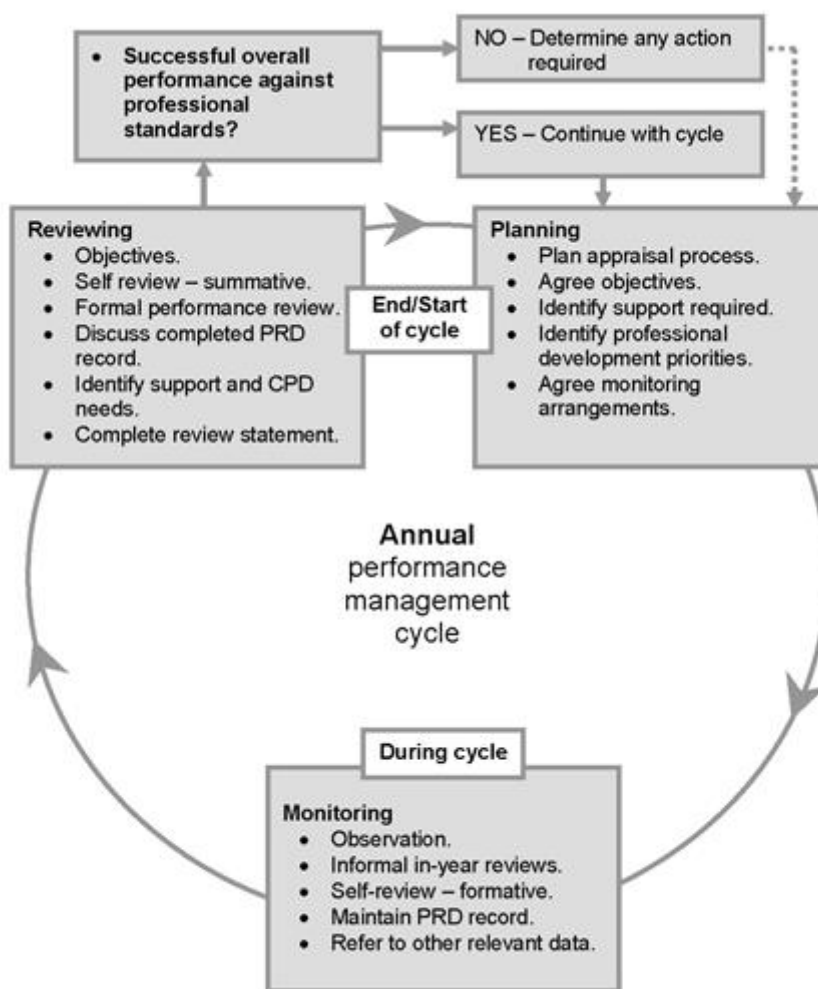 • Successful overall
performance against
professional
standards?
NO – Determine any action
required
YES – Continue with cycle
Reviewing
• Objectives.
• Self review – summative.
• Formal performance review.
• Discuss completed PRD
record.
• Identify support and CPD
needs.
• Complete review statement.
End/Start
of cycle
Planning
• Plan appraisal process.
• Agree objectives.
• Identify support required.
• Identify professional
development priorities.
• Agree monitoring
arrangements.
Annual
performance
management
cycle
During cycle
Monitoring
• Observation.
• Informal in-year reviews.
• Self-review – formative.
• Maintain PRD record.
• Refer to other relevant data.